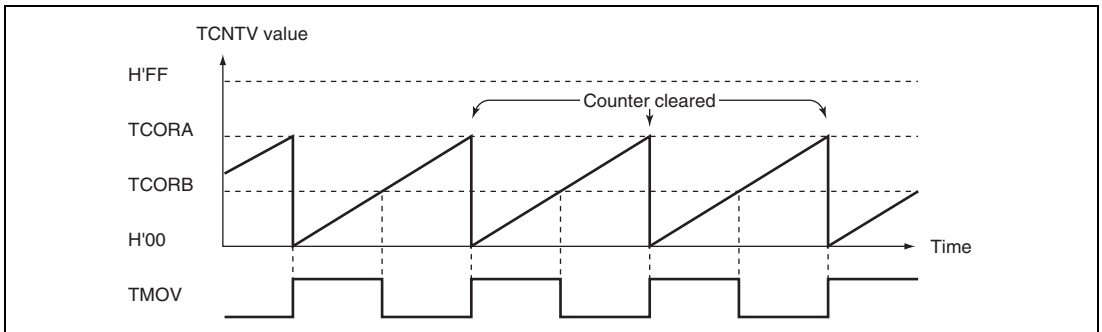 TCNTV value
H'FF
Counter cleared
TCORA
TCORB
H'00
Time
TMOV